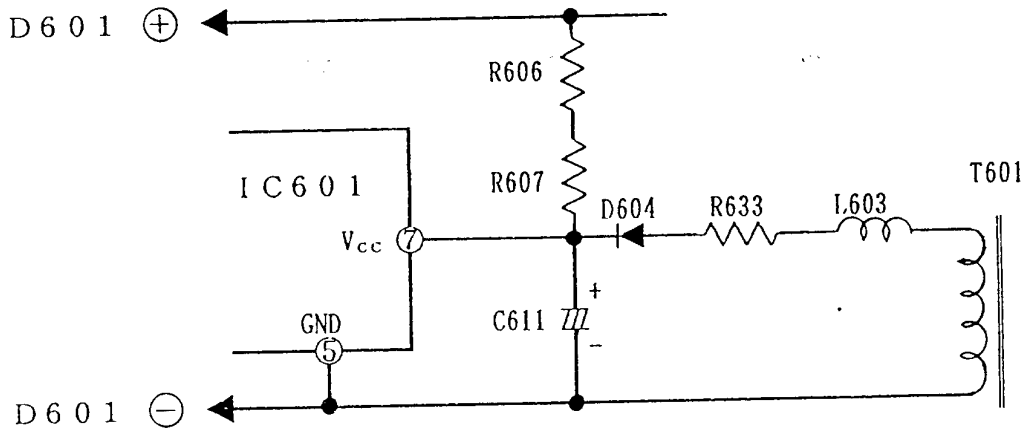 D601 ⊕
R606
IC601
R607
T601
D604
R633
L603
Vcc ⑦
C611
+
−
GND
⑤
D601 ⊖